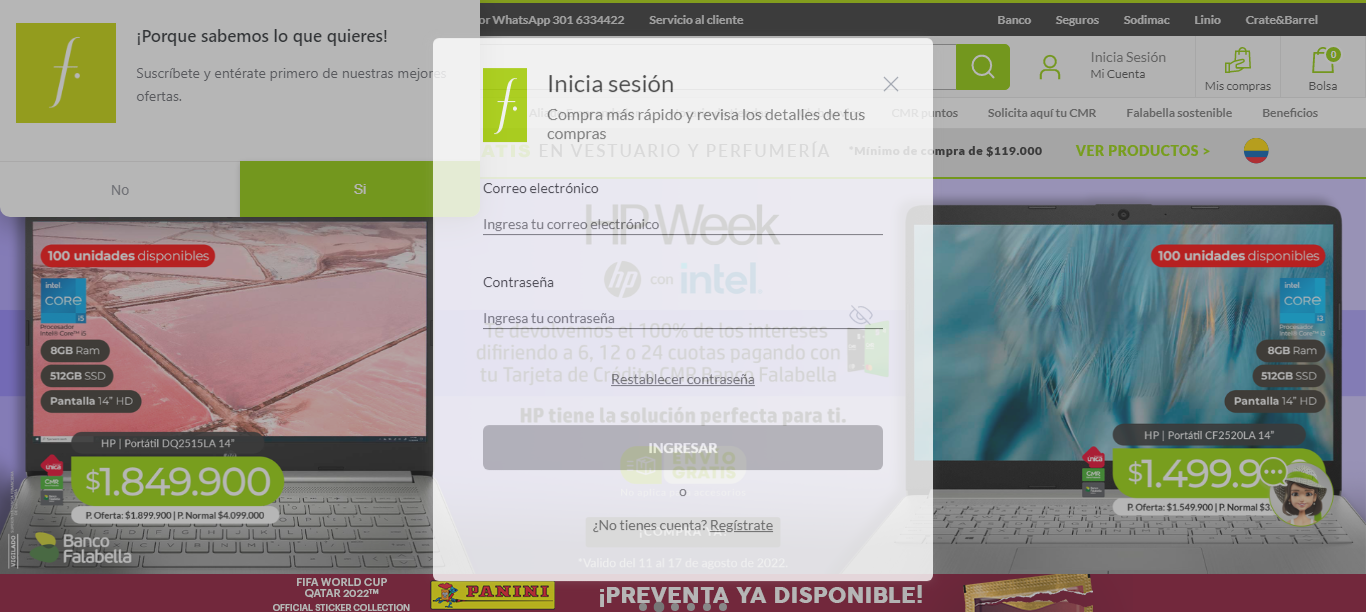 ¡Porque sabemos lo que quieres!
Suscríbete y entérate primero de nuestras mejores
ofertas.
No
Si
or WhatsApp 301 6334422
Servicio al cliente
Banco
Seguros
Sodimac
Linio
Crate&Barrel
Inicia Sesión
Mi Cuenta
Mis compras
0
Bolsa
CMR puntos
Solicita aquí tu CMR
Falabella sostenible
Beneficios
GRATIS EN VESTUARIO Y PERFUMERÍA
*Mínimo de compra de $119.000
VER PRODUCTOS >
f.
Inicia sesión
Compra más rápido y revisa los detalles de tus
compras
Correo electrónico
Ingresa tu correo electrónico
Contraseña
Ingresa tu contraseña
Restablecer contraseña
INGRESAR
o
¿No tienes cuenta? Regístrate
HP Week
hp con intel.
Te devolvemos el 100% de los intereses
difiriendo a 6, 12 o 24 cuotas pagando con
tu Tarjeta de Crédito CMR Banco Falabella
HP tiene la solución perfecta para ti.
ENVÍO
GRATIS
¡COMPRA YA!
*Valido del 11 al 17 de agosto de 2022.
100 unidades disponibles
intel
CORE
i5
Procesador
Intel® Core™ i5
8GB Ram
512GB SSD
Pantalla 14" HD
HP | Portátil DQ2515LA 14"
única
CMR
$1.849.900
P. Oferta: $1.899.900 | P. Normal $4.099.000
VIGILADO
Banco
Falabella
100 unidades disponibles
intel
CORE
i3
Procesador
Intel® Core™ i3
8GB Ram
512GB SSD
Pantalla 14" HD
HP | Portátil CF2520LA 14"
única
CMR
$1.499.9
P. Oferta: $1.549.900 | P. Normal $3.
FIFA WORLD CUP
QATAR 2022™
OFFICIAL STICKER COLLECTION
PANINI
¡PREVENTA YA DISPONIBLE!